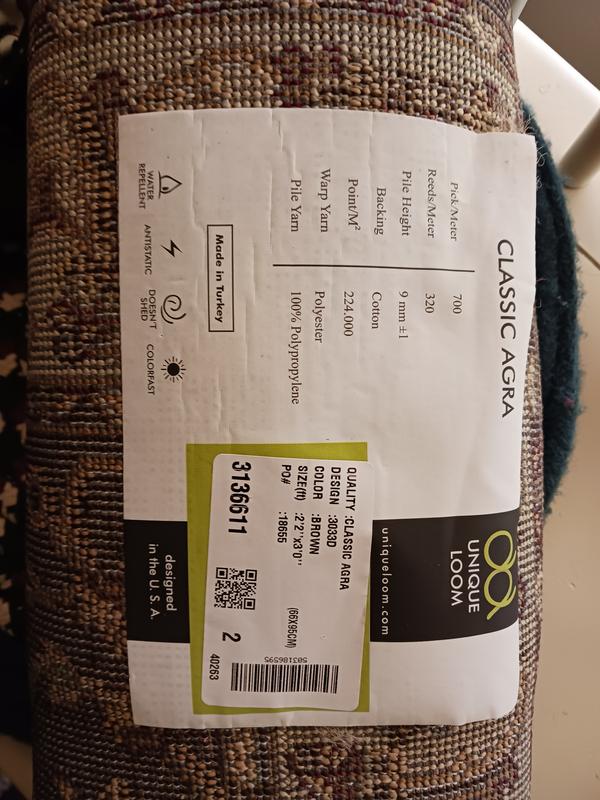 CLASSIC AGRA
Pick/Meter 700
Reeds/Meter 320
Pile Height 9 mm ±1
Backing Cotton
Point/M² 224.000
Warp Yarn Polyester
Pile Yarn 100% Polypropylene
Made in Turkey
WATER
REPELLENT
ANTISTATIC
DOESN'T
SHED
COLORFAST
UNIQUE
LOOM
uniqueloom.com
designed
in the U. S. A.
QUALITY :CLASSIC AGRA
DESIGN :3033D
COLOR :BROWN
SIZE(ft) :2'2''x3'0'' (66X95CM)
PO# :18655
3136611
2
40263
503186595